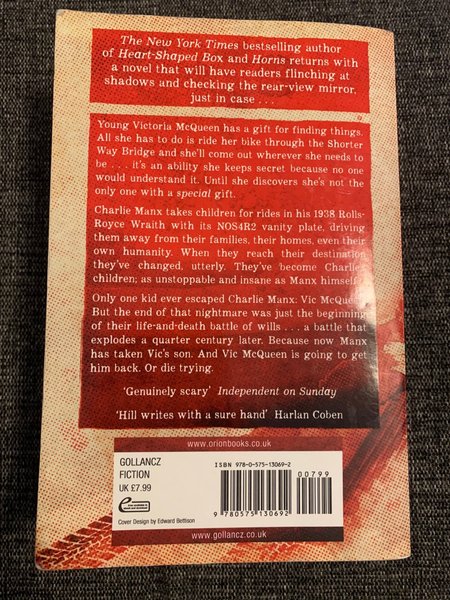 The New York Times bestselling author
of Heart-Shaped Box and Horns returns with
a novel that will have readers flinching at
shadows and checking the rear-view mirror,
just in case . . .
Young Victoria McQueen has a gift for finding things.
All she has to do is ride her bike through the Shorter
Way Bridge and she'll come out wherever she needs to
be . . . it's an ability she keeps secret because no one
would understand it. Until she discovers she's not the
only one with a special gift.
Charlie Manx takes children for rides in his 1938 Rolls-
Royce Wraith with its NOS4R2 vanity plate, driving
them away from their families, their homes, even their
own humanity. When they reach their destination
they've changed, utterly. They've become Charlie's
children; as unstoppable and insane as Manx himself.
Only one kid ever escaped Charlie Manx: Vic McQueen.
But the end of that nightmare was just the beginning
of their life-and-death battle of wills . . . a battle that
explodes a quarter century later. Because now Manx
has taken Vic's son. And Vic McQueen is going to get
him back. Or die trying.
'Genuinely scary' Independent on Sunday
'Hill writes with a sure hand' Harlan Coben
www.orionbooks.co.uk
GOLLANCZ
FICTION
UK £7.99
Cover Design by Edward Bettison
ISBN 978-0-575-13069-2
00799
9 780575 130692
www.gollancz.co.uk